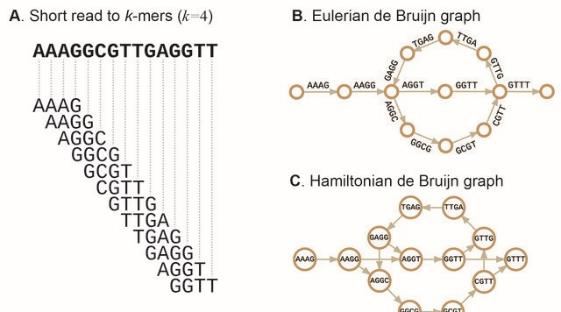 A. Short read to k-mers (k=4)
AAAGGCGTTGAGGTT
AAAG
AAGG
AGGC
GGCG
GCGT
CGTT
GTTG
TTGA
TGAG
GAGG
AGGT
GGTT
B. Eulerian de Bruijn graph
TGAG
TTGA
GAGG
GTTG
AAAG
AAGG
AGGT
GGTT
GTTT
AGGC
CGTT
GGCG
GCGT
C. Hamiltonian de Bruijn graph
TGAG
TTGA
GAGG
GTTG
AAAG
AAGG
AGGT
GGTT
GTTT
AGGC
CGTT
GGCG
GCGT